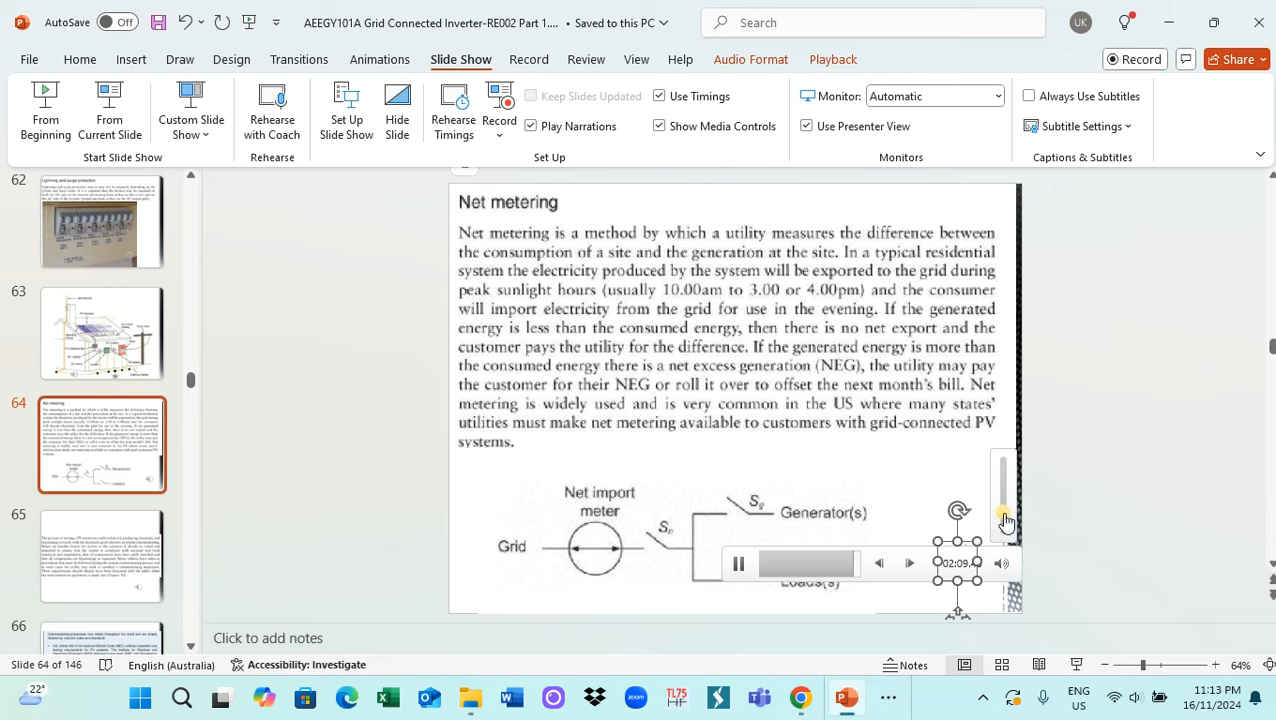 AutoSave Off AEEGY101A Grid Connected Inverter-RE002 Part 1.... • Saved to this PC Search UK
File Home Insert Draw Design Transitions Animations Slide Show Record Review View Help Audio Format Playback Record Share
From Beginning
From Current Slide
Custom Slide Show
Rehearse with Coach
Set Up Slide Show
Hide Slide
Rehearse Timings
Record
Keep Slides Updated
Play Narrations
Use Timings
Show Media Controls
Monitor: Automatic
Use Presenter View
Always Use Subtitles
Subtitle Settings
Start Slide Show Rehearse Set Up Monitors Captions & Subtitles
62
Lightning and surge protection
63
64
Net metering
65
66
Net metering
Net metering is a method by which a utility measures the difference between
the consumption of a site and the generation at the site. In a typical residential
system the electricity produced by the system will be exported to the grid during
peak sunlight hours (usually 10.00am to 3.00 or 4.00pm) and the consumer
will import electricity from the grid for use in the evening. If the generated
energy is less than the consumed energy, then there is no net export and the
customer pays the utility for the difference. If the generated energy is more than
the consumed energy there is a net excess generation (NEG), the utility may pay
the customer for their NEG or roll it over to offset the next month's bill. Net
metering is widely used and is very common in the US where many states'
utilities must make net metering available to customers with grid-connected PV
systems.
Net import
meter
Grid
Sn
Sg
Generator(s)
Loads(s)
02:09.
Click to add notes
Slide 64 of 146 English (Australia) Accessibility: Investigate Notes 64%
22°
zoom
TL75
ENG
US
11:13 PM
16/11/2024